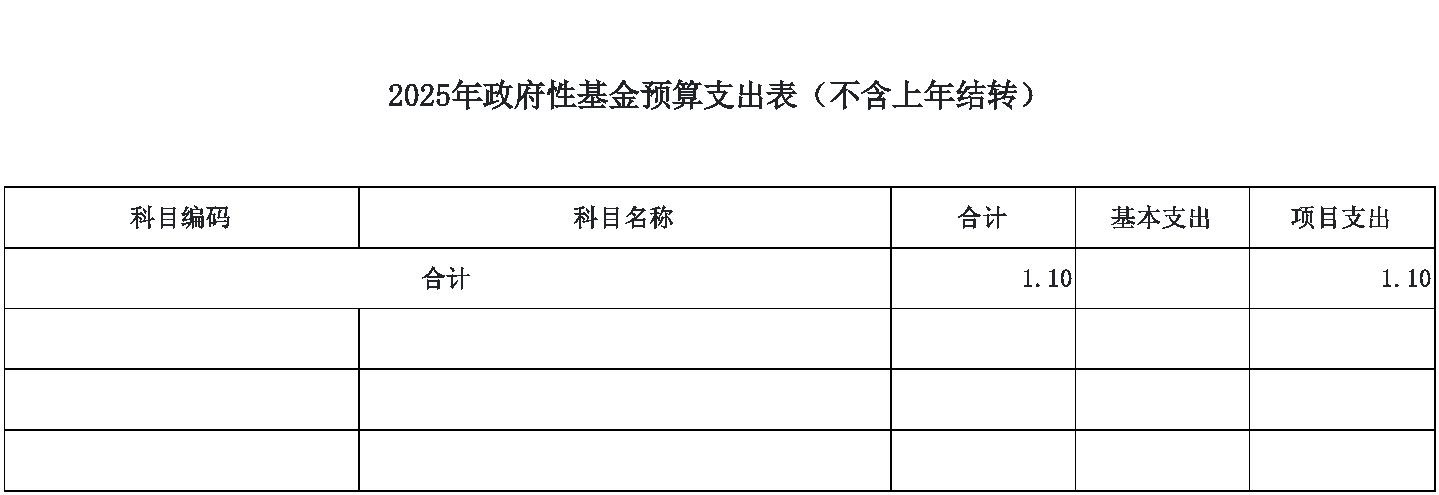 2025年政府性基金预算支出表（不含上年结转）
科目编码 科目名称 合计 基本支出 项目支出
合计 1.10 1.10